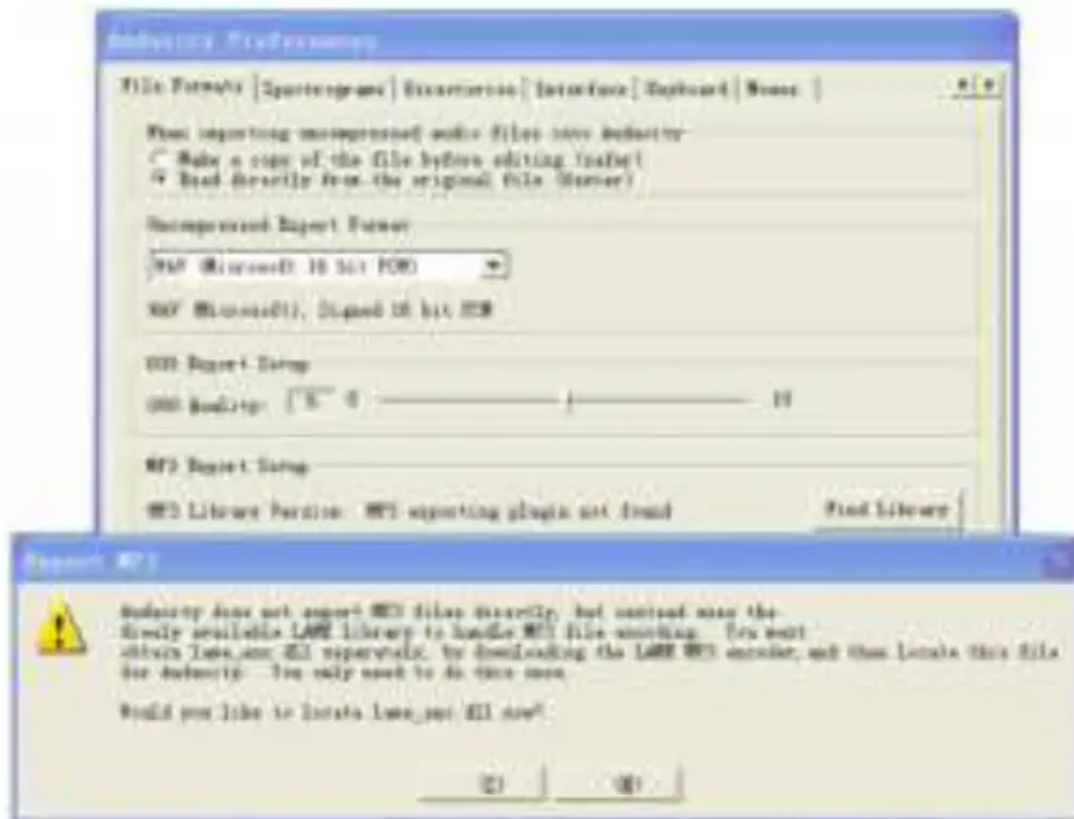 Audacity Preferences
File Formats Spectrograms Directories Interface Keyboard Mouse
When importing uncompressed audio files into Audacity
Make a copy of the file before editing (safer)
Read directly from the original file (faster)
Uncompressed Export Format
WAV (Microsoft 16 bit PCM)
WAV (Microsoft), Signed 16 bit PCM
OGG Export Setup
OGG Quality: 5 0 10
MP3 Export Setup
MP3 Library Version: MP3 exporting plugin not found Find Library
Export MP3
Audacity does not export MP3 files directly, but instead uses the
freely available LAME library to handle MP3 file encoding. You must
obtain lame_enc.dll separately, by downloading the LAME MP3 encoder, and then locate this file
for Audacity. You only need to do this once.
Would you like to locate lame_enc.dll now?